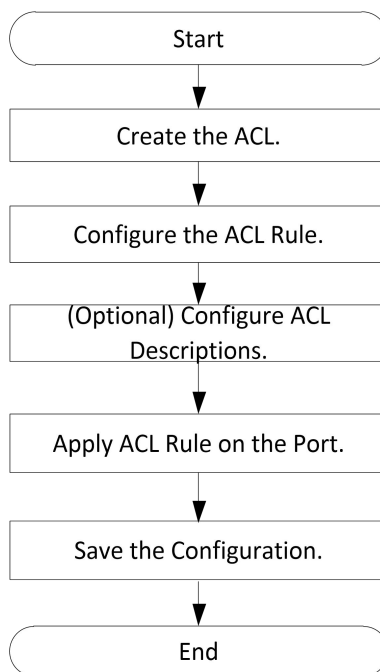 Start
Create the ACL.
Configure the ACL Rule.
(Optional) Configure ACL
Descriptions.
Apply ACL Rule on the Port.
Save the Configuration.
End